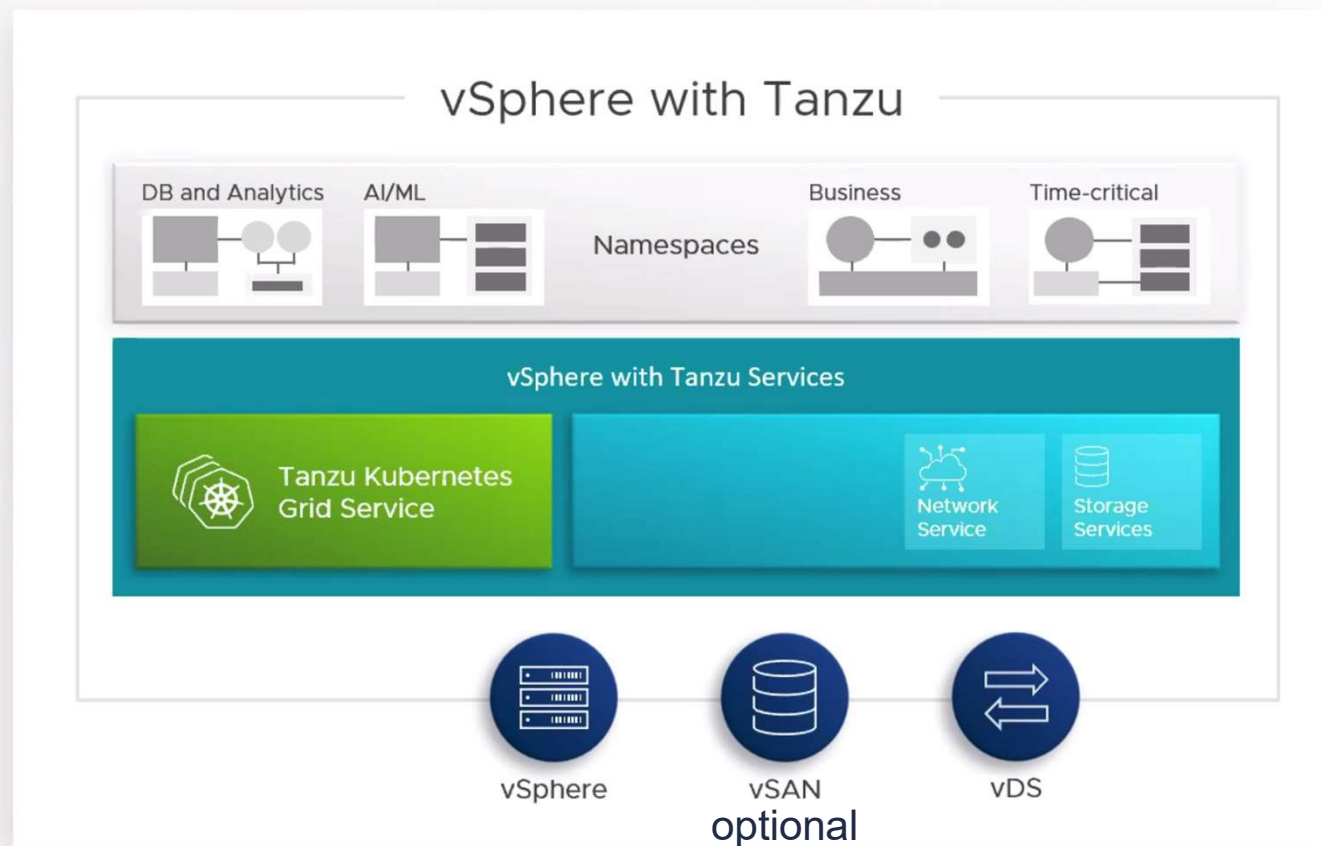 vSphere with Tanzu
DB and Analytics
AI/ML
Namespaces
Business
Time-critical
vSphere with Tanzu Services
Tanzu Kubernetes
Grid Service
Network
Service
Storage
Services
vSphere
vSAN
optional
vDS